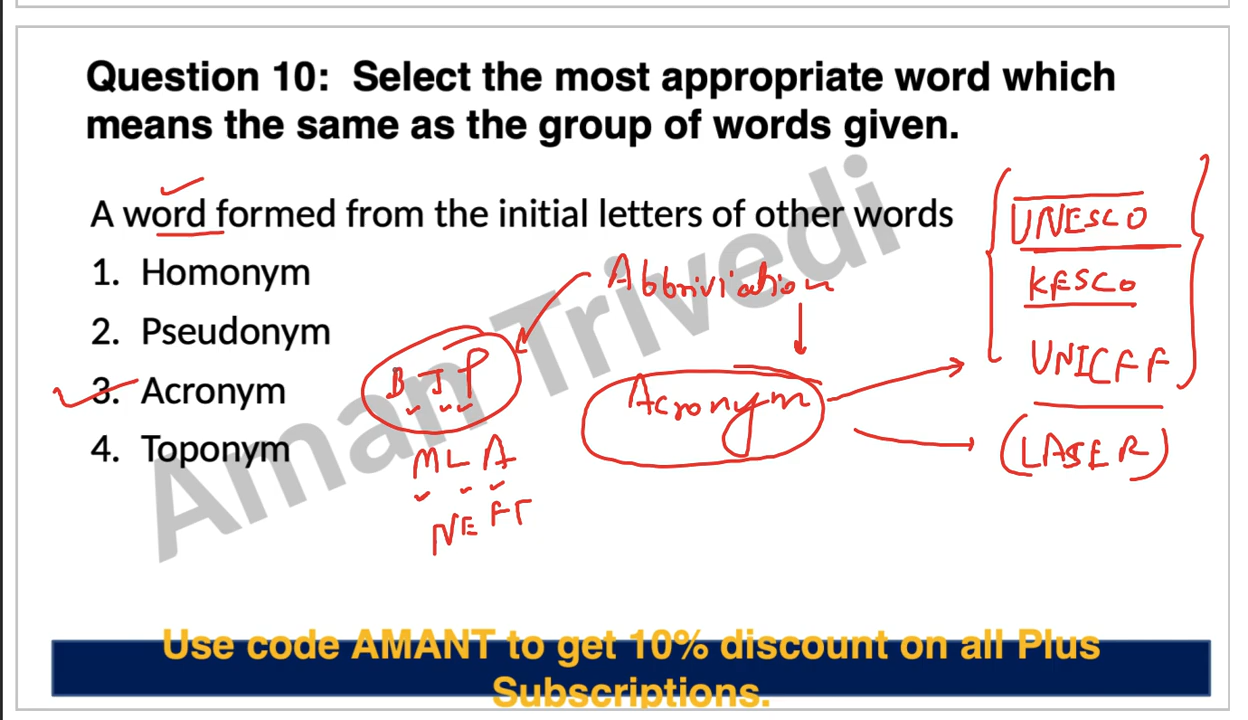 Question 10: Select the most appropriate word which
means the same as the group of words given.
A word formed from the initial letters of other words
1. Homonym
2. Pseudonym
3. Acronym
4. Toponym
Abbriviation
BJP
MLA
NEFT
Acronym
UNESCO
KESCO
UNICEF
(LASER)
Aman Trivedi
Use code AMANT to get 10% discount on all Plus
Subscriptions.